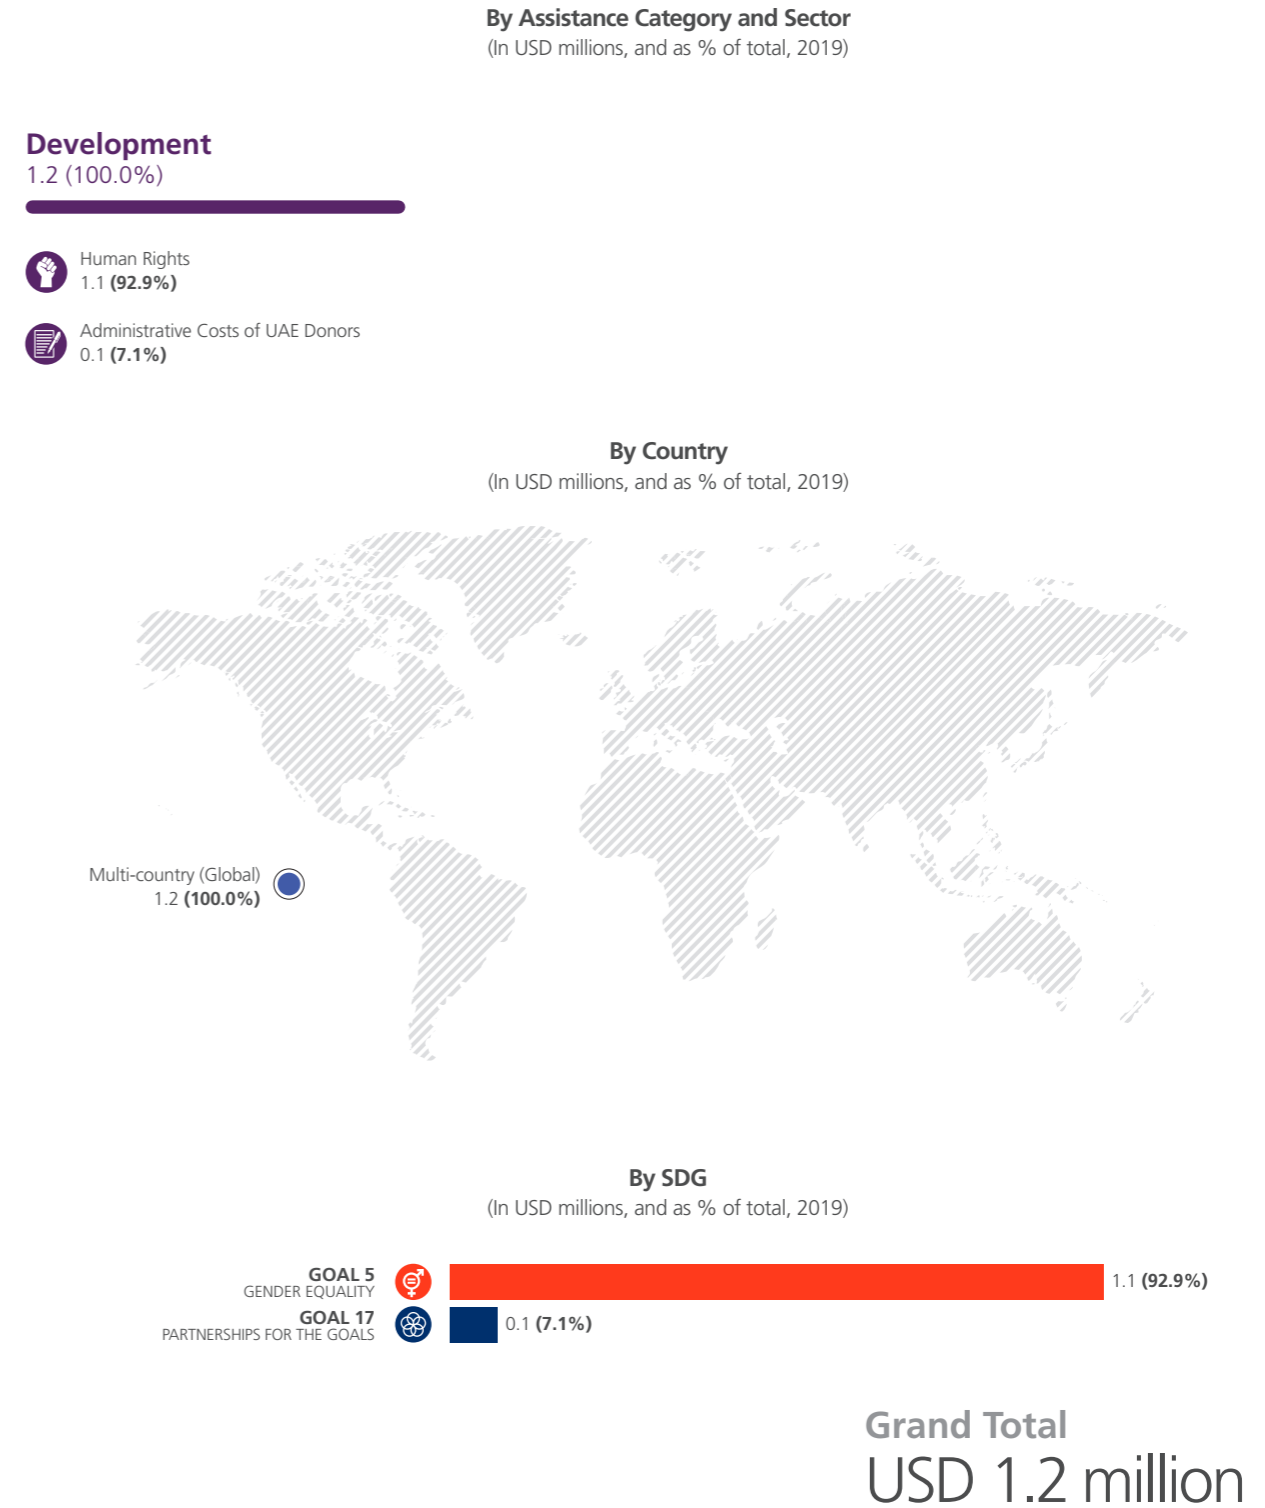 By Assistance Category and Sector
(In USD millions, and as % of total, 2019)
Development
1.2 (100.0%)
Human Rights
1.1 (92.9%)
Administrative Costs of UAE Donors
0.1 (7.1%)
By Country
(In USD millions, and as % of total, 2019)
Multi-country (Global)
1.2 (100.0%)
By SDG
(In USD millions, and as % of total, 2019)
GOAL 5
GENDER EQUALITY
1.1 (92.9%)
GOAL 17
PARTNERSHIPS FOR THE GOALS
0.1 (7.1%)
Grand Total
USD 1.2 million